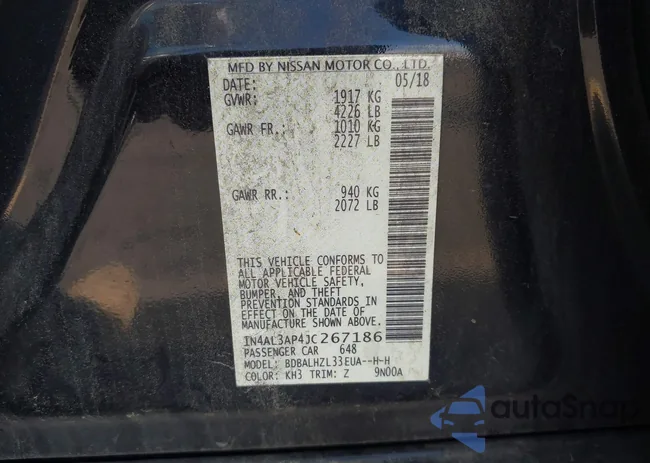 MFD BY NISSAN MOTOR CO., LTD.
DATE: 05/18
GVWR: 1917 KG
4226 LB
GAWR FR.: 1010 KG
2227 LB
GAWR RR.: 940 KG
2072 LB
THIS VEHICLE CONFORMS TO
ALL APPLICABLE FEDERAL
MOTOR VEHICLE SAFETY,
BUMPER, AND THEFT
PREVENTION STANDARDS IN
EFFECT ON THE DATE OF
MANUFACTURE SHOWN ABOVE.
1N4AL3AP4JC267186
PASSENGER CAR 648
MODEL: BDBALHZL33EUA--H-H
COLOR: KH3 TRIM: Z 9N00A
autoSnap